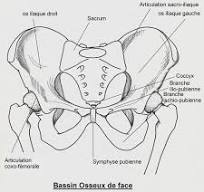 Articulation sacro-iliaque
os iliaque droit
Sacrum
os iliaque gauche
Coccyx
Branche
ilio-pubienne
Branche
ischio-pubienne
Articulation
coxo-fémorale
Symphyse pubienne
Bassin Osseux de face